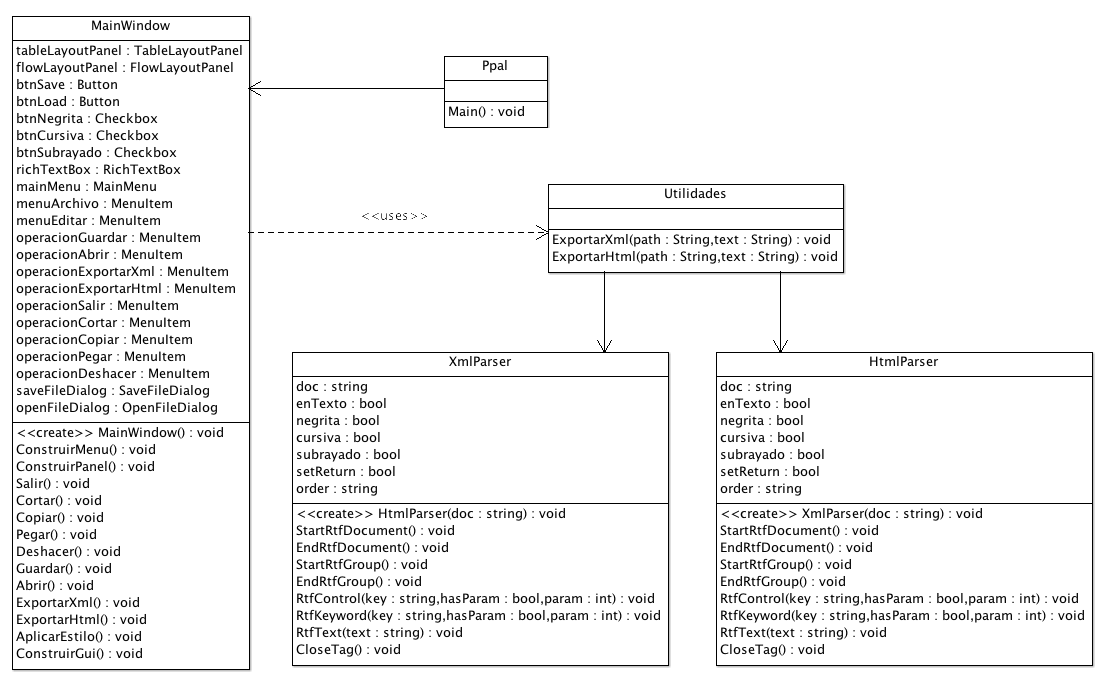 MainWindow
tableLayoutPanel : TableLayoutPanel
flowLayoutPanel : FlowLayoutPanel
btnSave : Button
btnLoad : Button
btnNegrita : Checkbox
btnCursiva : Checkbox
btnSubrayado : Checkbox
richTextBox : RichTextBox
mainMenu : MainMenu
menuArchivo : MenuItem
menuEditar : MenuItem
operacionGuardar : MenuItem
operacionAbrir : MenuItem
operacionExportarXml : MenuItem
operacionExportarHtml : MenuItem
operacionSalir : MenuItem
operacionCortar : MenuItem
operacionCopiar : MenuItem
operacionPegar : MenuItem
operacionDeshacer : MenuItem
saveFileDialog : SaveFileDialog
openFileDialog : OpenFileDialog
<<create>> MainWindow() : void
ConstruirMenu() : void
ConstruirPanel() : void
Salir() : void
Cortar() : void
Copiar() : void
Pegar() : void
Deshacer() : void
Guardar() : void
Abrir() : void
ExportarXml() : void
ExportarHtml() : void
AplicarEstilo() : void
ConstruirGui() : void
Ppal
Main() : void
<<uses>>
Utilidades
ExportarXml(path : String,text : String) : void
ExportarHtml(path : String,text : String) : void
XmlParser
doc : string
enTexto : bool
negrita : bool
cursiva : bool
subrayado : bool
setReturn : bool
order : string
<<create>> HtmlParser(doc : string) : void
StartRtfDocument() : void
EndRtfDocument() : void
StartRtfGroup() : void
EndRtfGroup() : void
RtfControl(key : string,hasParam : bool,param : int) : void
RtfKeyword(key : string,hasParam : bool,param : int) : void
RtfText(text : string) : void
CloseTag() : void
HtmlParser
doc : string
enTexto : bool
negrita : bool
cursiva : bool
subrayado : bool
setReturn : bool
order : string
<<create>> XmlParser(doc : string) : void
StartRtfDocument() : void
EndRtfDocument() : void
StartRtfGroup() : void
EndRtfGroup() : void
RtfControl(key : string,hasParam : bool,param : int) : void
RtfKeyword(key : string,hasParam : bool,param : int) : void
RtfText(text : string) : void
CloseTag() : void